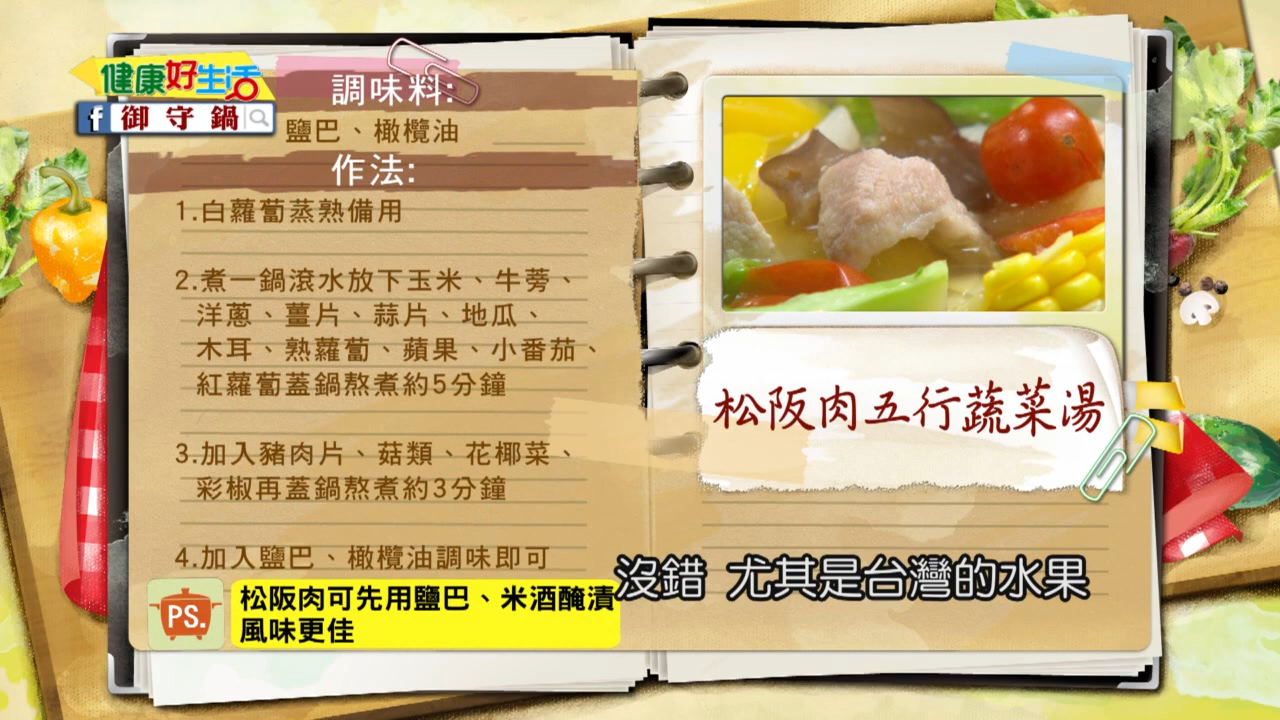 健康好生活
f 御守鍋
調味料:
鹽巴、橄欖油
作法:
1.白蘿蔔蒸熟備用
2.煮一鍋滾水放下玉米、牛蒡、
洋蔥、薑片、蒜片、地瓜、
木耳、熟蘿蔔、蘋果、小番茄、
紅蘿蔔蓋鍋熬煮約5分鐘
3.加入豬肉片、菇類、花椰菜、
彩椒再蓋鍋熬煮約3分鐘
4.加入鹽巴、橄欖油調味即可
PS.
松阪肉可先用鹽巴、米酒醃漬
風味更佳
松阪肉五行蔬菜湯
沒錯 尤其是台灣的水果